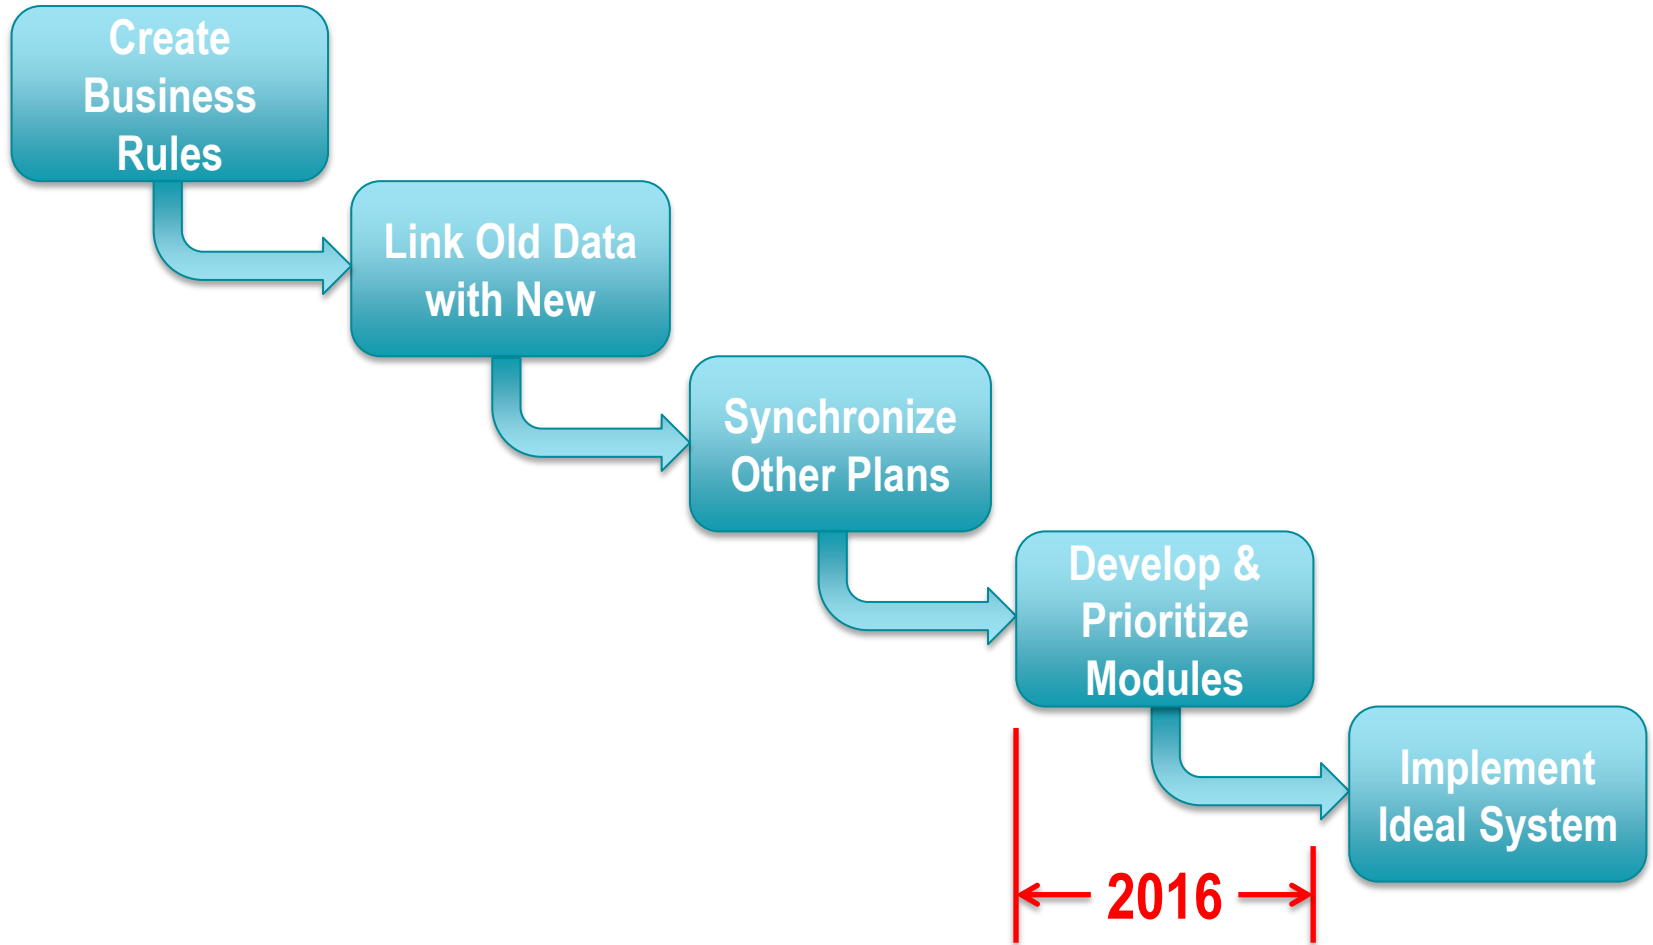 Create
Business
Rules
Link Old Data
with New
Synchronize
Other Plans
Develop &
Prioritize
Modules
Implement
Ideal System
2016